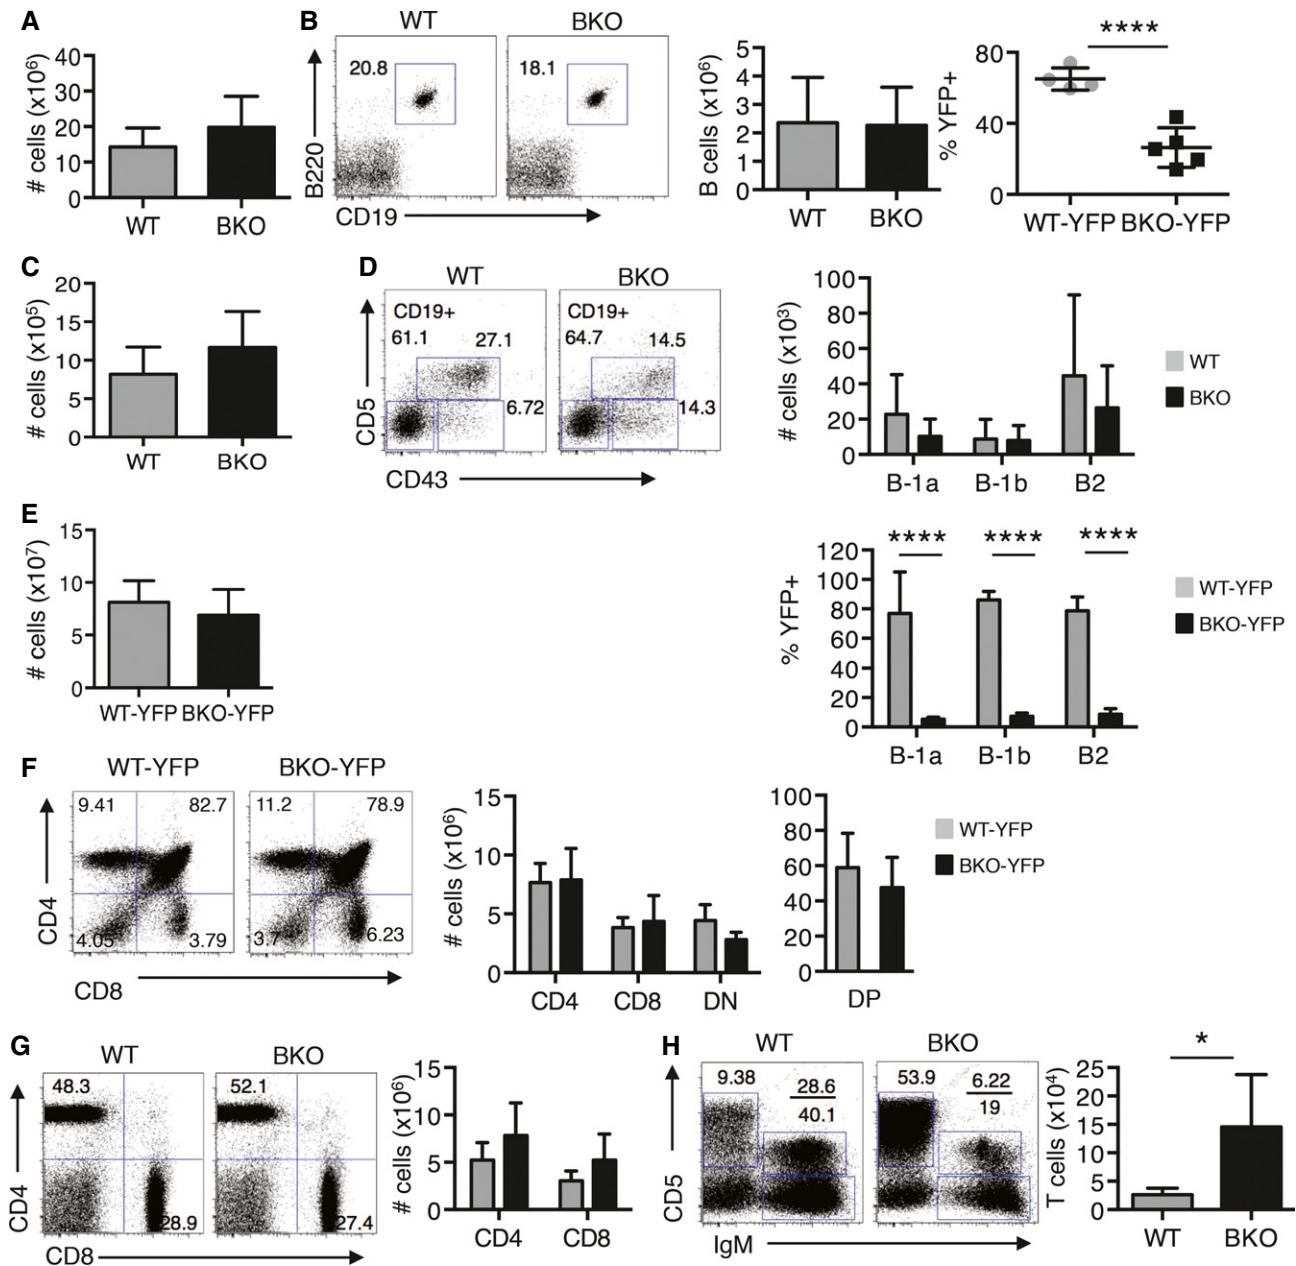 A
# cells (x10⁶)
40
30
20
10
0
WT
BKO
B
WT
BKO
20.8
18.1
B220
CD19
B cells (x10⁶)
5
4
3
2
1
0
WT
BKO
****
% YFP+
80
40
0
WT-YFP
BKO-YFP
C
# cells (x10⁵)
20
15
10
5
0
WT
BKO
D
WT
BKO
CD19+
61.1
27.1
6.72
CD19+
64.7
14.5
14.3
CD5
CD43
# cells (x10³)
100
80
60
40
20
0
B-1a
B-1b
B2
WT
BKO
E
# cells (x10⁷)
15
10
5
0
WT-YFP
BKO-YFP
****
****
****
% YFP+
120
100
80
60
40
20
0
B-1a
B-1b
B2
WT-YFP
BKO-YFP
F
WT-YFP
BKO-YFP
9.41
82.7
4.05
3.79
11.2
78.9
3.7
6.23
CD4
CD8
# cells (x10⁶)
15
10
5
0
CD4
CD8
DN
100
80
60
40
20
0
DP
WT-YFP
BKO-YFP
G
WT
BKO
48.3
28.9
52.1
27.4
CD4
CD8
# cells (x10⁶)
15
10
5
0
CD4
CD8
H
WT
BKO
9.38
28.6
40.1
53.9
6.22
19
CD5
IgM
*
T cells (x10⁴)
25
20
15
10
5
0
WT
BKO